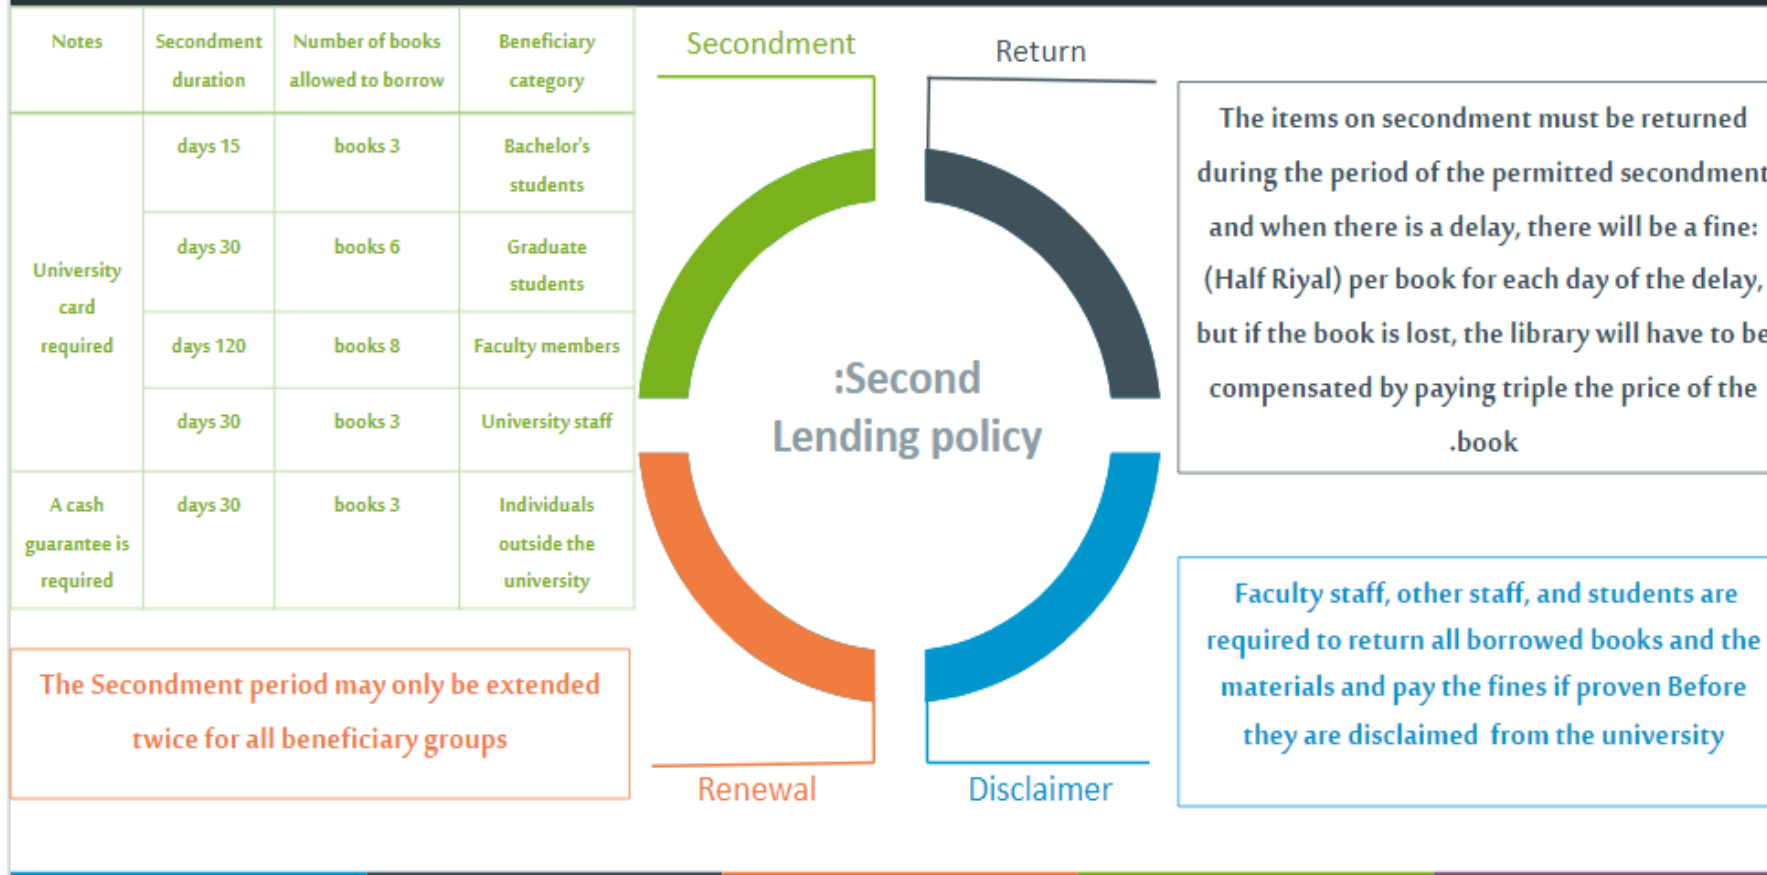 Notes
Secondment
duration
Number of books
allowed to borrow
Beneficiary
category
University
card
required
days 15
books 3
Bachelor's
students
days 30
books 6
Graduate
students
days 120
books 8
Faculty members
days 30
books 3
University staff
A cash
guarantee is
required
days 30
books 3
Individuals
outside the
university
Secondment
Return
The items on secondment must be returned
during the period of the permitted secondment
and when there is a delay, there will be a fine:
(Half Riyal) per book for each day of the delay,
but if the book is lost, the library will have to be
compensated by paying triple the price of the
.book
:Second
Lending policy
The Secondment period may only be extended
twice for all beneficiary groups
Renewal
Disclaimer
Faculty staff, other staff, and students are
required to return all borrowed books and the
materials and pay the fines if proven Before
they are disclaimed from the university